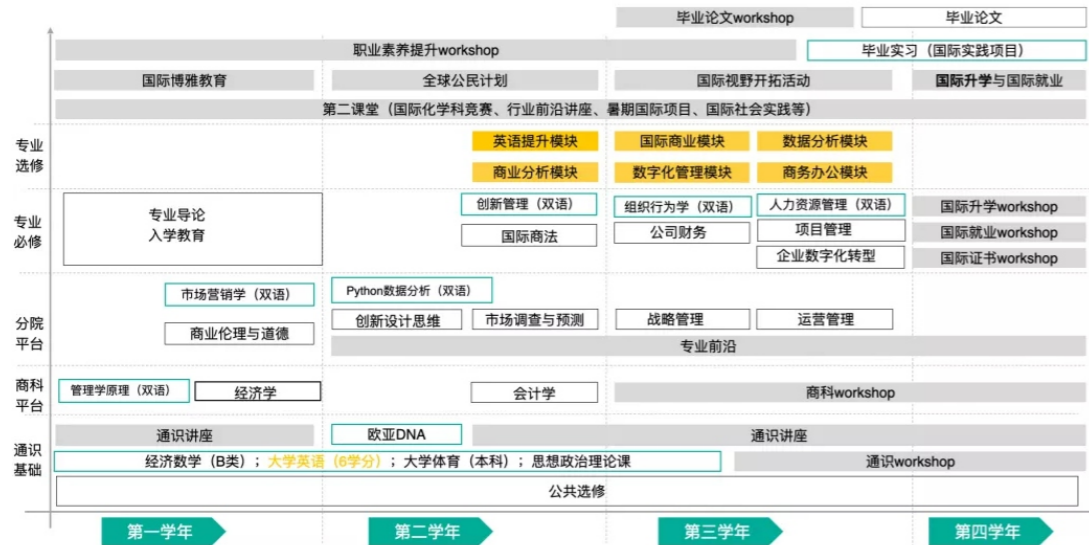 毕业论文workshop
毕业论文
职业素养提升workshop
毕业实习（国际实践项目）
国际博雅教育
全球公民计划
国际视野开拓活动
国际升学与国际就业
第二课堂（国际化学科竞赛、行业前沿讲座、暑期国际项目、国际社会实践等）
专业
选修
英语提升模块
国际商业模块
数据分析模块
商业分析模块
数字化管理模块
商务办公模块
专业
必修
专业导论
入学教育
创新管理（双语）
组织行为学（双语）
人力资源管理（双语）
国际升学workshop
国际商法
公司财务
项目管理
国际就业workshop
企业数字化转型
国际证书workshop
分院
平台
市场营销学（双语）
Python数据分析（双语）
商业伦理与道德
创新设计思维
市场调查与预测
战略管理
运营管理
专业前沿
商科
平台
管理学原理（双语）
经济学
会计学
商科workshop
通识
基础
通识讲座
欧亚DNA
通识讲座
经济数学（B类）；大学英语（6学分）；大学体育（本科）；思想政治理论课
通识workshop
公共选修
第一学年
第二学年
第三学年
第四学年